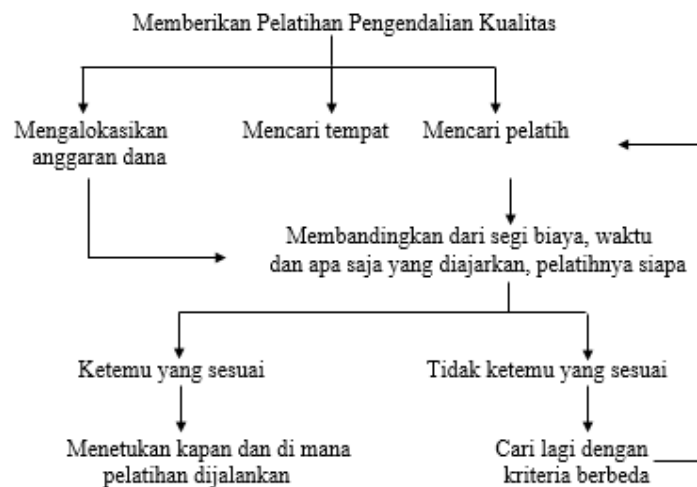 Memberikan Pelatihan Pengendalian Kualitas
Mengalokasikan
anggaran dana
Mencari tempat
Mencari pelatih
Membandingkan dari segi biaya, waktu
dan apa saja yang diajarkan, pelatihnya siapa
Ketemu yang sesuai
Tidak ketemu yang sesuai
Menetukan kapan dan di mana
pelatihan dijalankan
Cari lagi dengan
kriteria berbeda